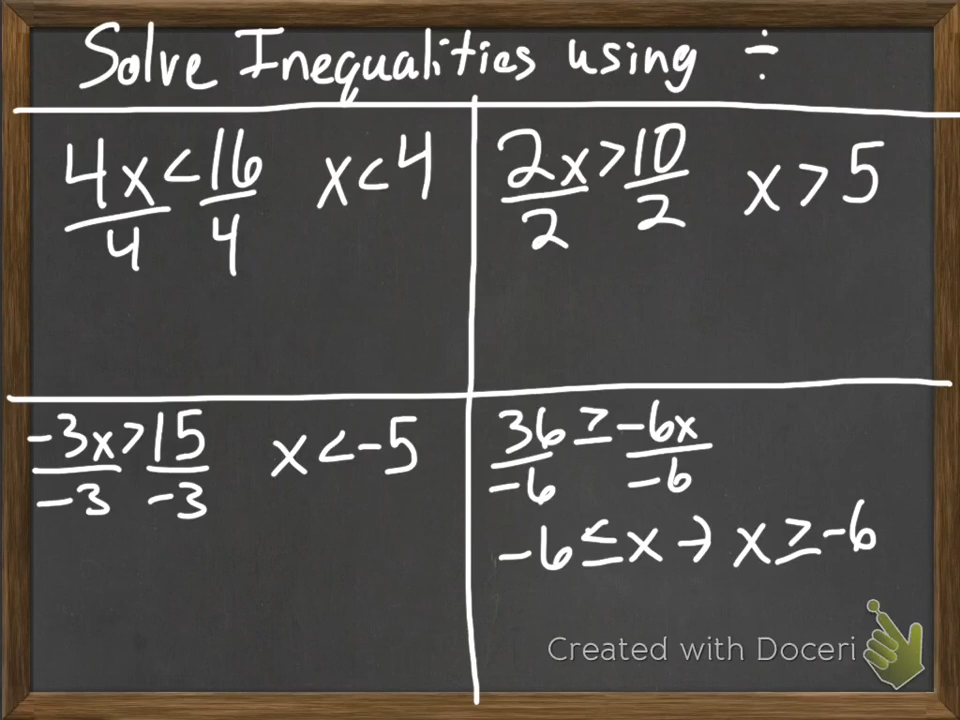 Solve Inequalities using ÷
4x < 16   x < 4
4   4
2x > 10   x > 5
2   2
-3x > 15   x < -5
-3   -3
36 ≥ -6x
-6   -6
-6 ≤ x → x ≥ -6
Created with Doceri